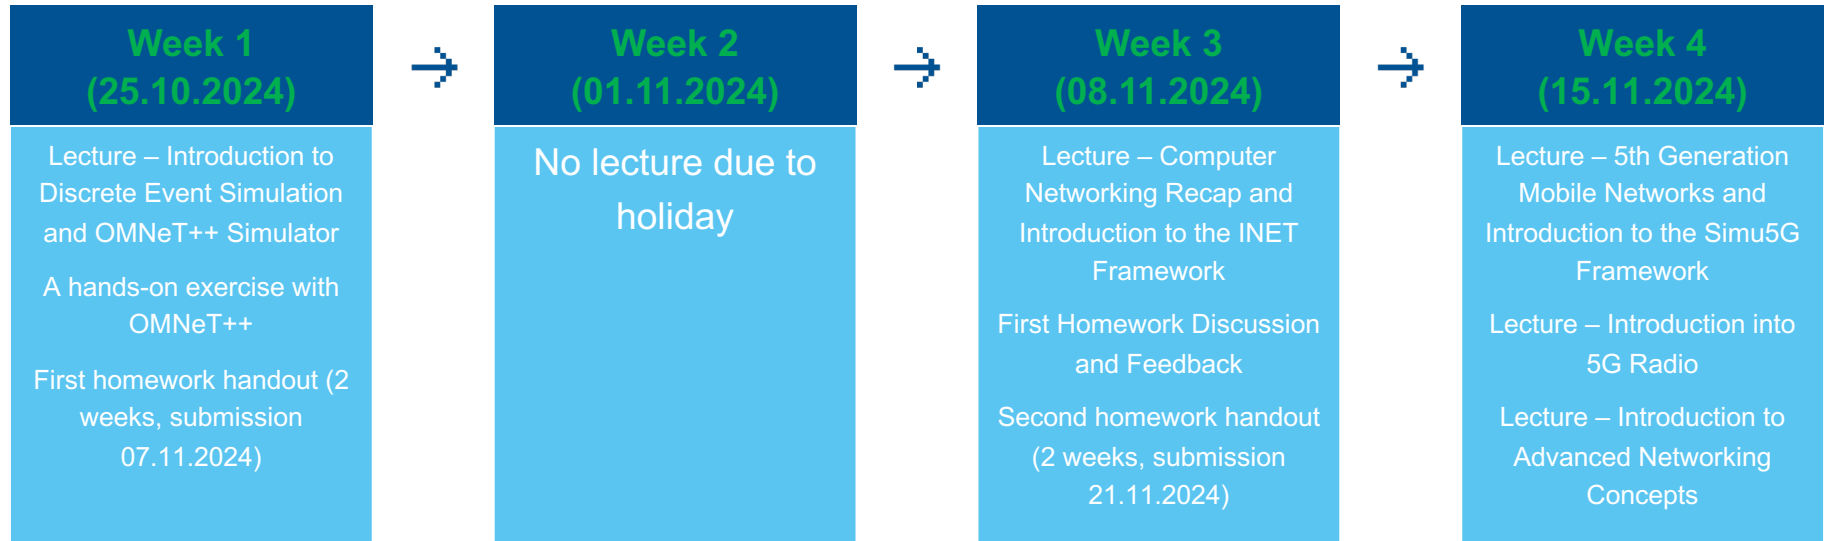 Week 1
(25.10.2024)
Lecture – Introduction to
Discrete Event Simulation
and OMNeT++ Simulator
A hands-on exercise with
OMNeT++
First homework handout (2
weeks, submission
07.11.2024)
Week 2
(01.11.2024)
No lecture due to
holiday
Week 3
(08.11.2024)
Lecture – Computer
Networking Recap and
Introduction to the INET
Framework
First Homework Discussion
and Feedback
Second homework handout
(2 weeks, submission
21.11.2024)
Week 4
(15.11.2024)
Lecture – 5th Generation
Mobile Networks and
Introduction to the Simu5G
Framework
Lecture – Introduction into
5G Radio
Lecture – Introduction to
Advanced Networking
Concepts